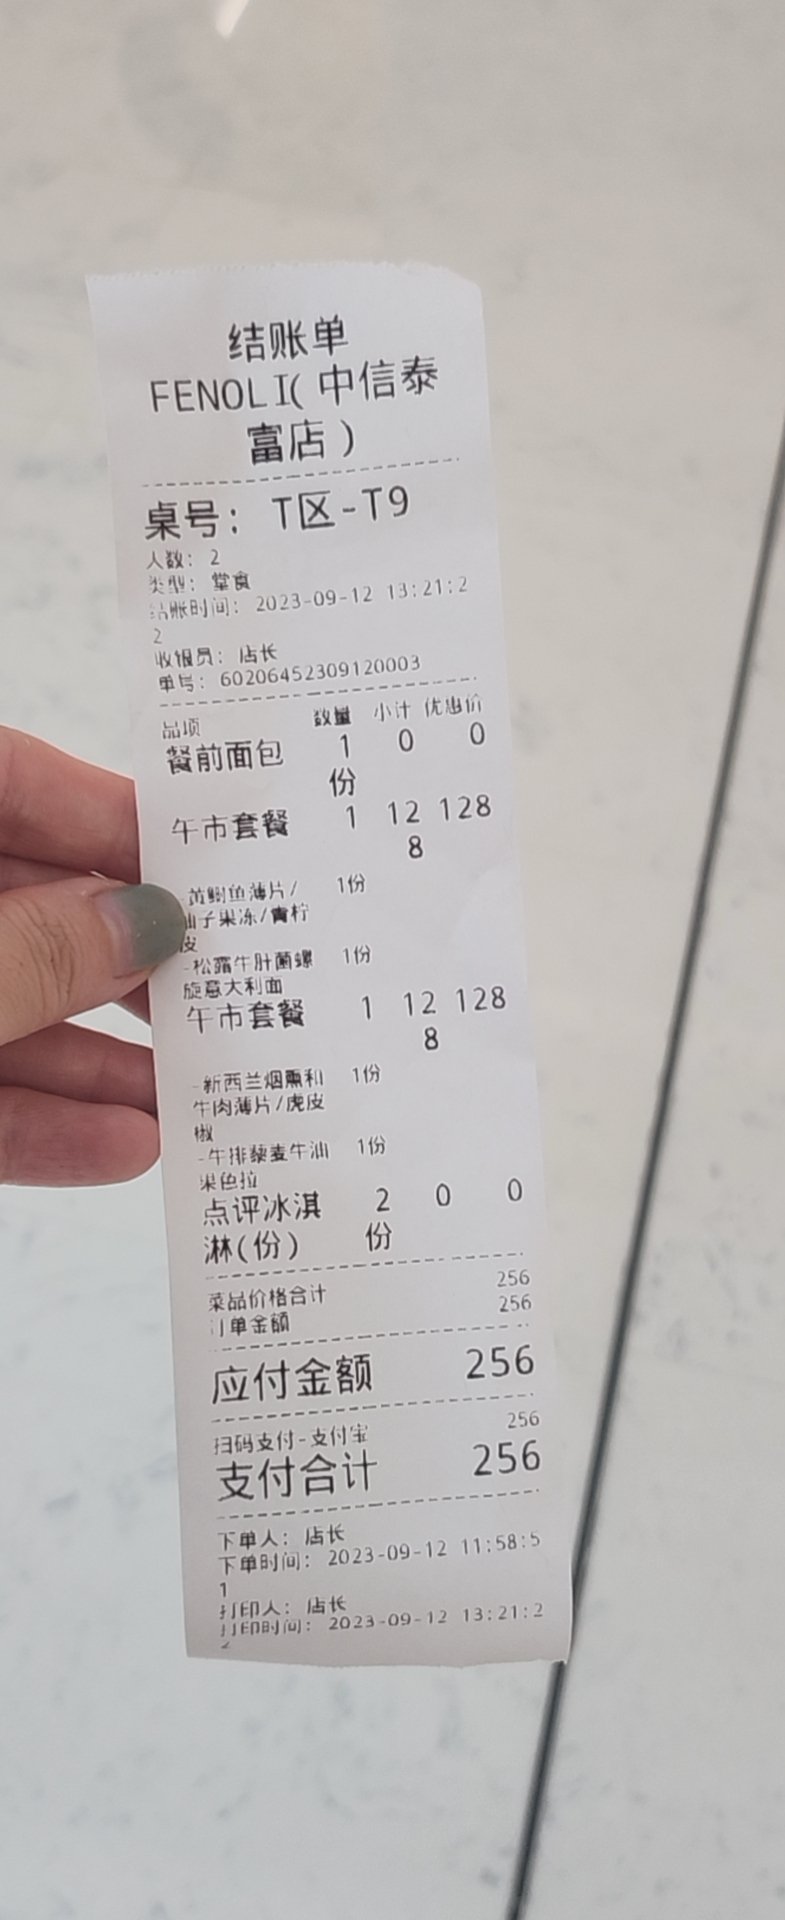 结账单
FENOLI(中信泰
富店)
桌号: T区-T9
人数: 2
类型: 堂食
结账时间: 2023-09-12 13:21:2
2
收银员: 店长
单号: 60206452309120003
品项 数量 小计 优惠价
餐前面包 1 0 0
份
午市套餐 1 12 128
8
-黄鰤鱼薄片/ 1份
柚子果冻/青柠
皮
-松露牛肝菌螺 1份
旋意大利面
午市套餐 1 12 128
8
-新西兰烟熏和 1份
牛肉薄片/虎皮
椒
-牛排藜麦牛油 1份
果色拉
点评冰淇 2 0 0
淋(份) 份
菜品价格合计 256
订单金额 256
应付金额 256
扫码支付-支付宝 256
支付合计 256
下单人: 店长
下单时间: 2023-09-12 11:58:5
1
打印人: 店长
打印时间: 2023-09-12 13:21:2
2